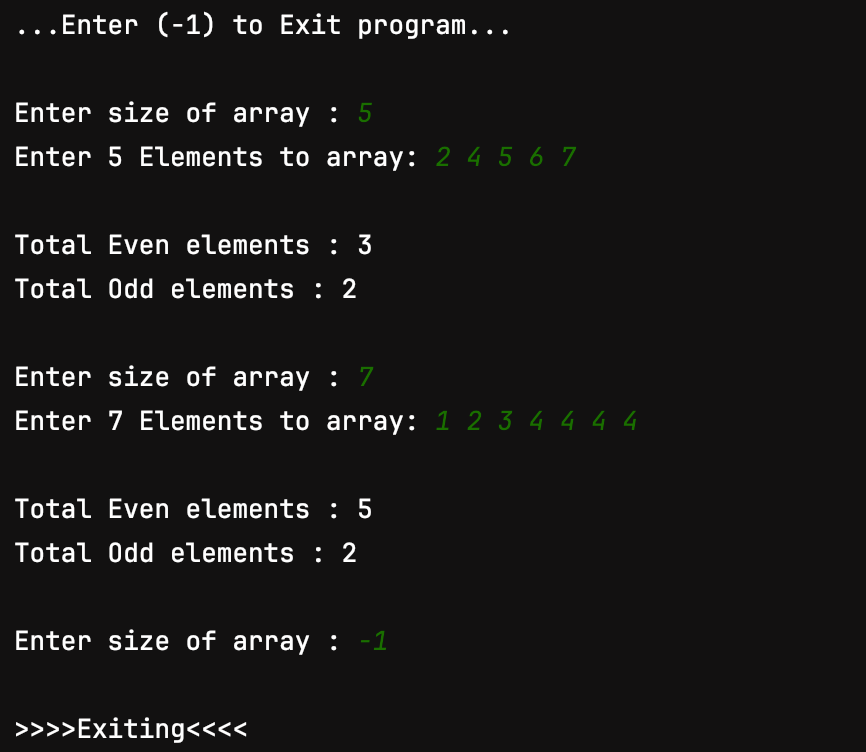 ...Enter (-1) to Exit program...
Enter size of array : 5
Enter 5 Elements to array: 2 4 5 6 7
Total Even elements : 3
Total Odd elements : 2
Enter size of array : 7
Enter 7 Elements to array: 1 2 3 4 4 4 4
Total Even elements : 5
Total Odd elements : 2
Enter size of array : -1
>>>>Exiting<<<<